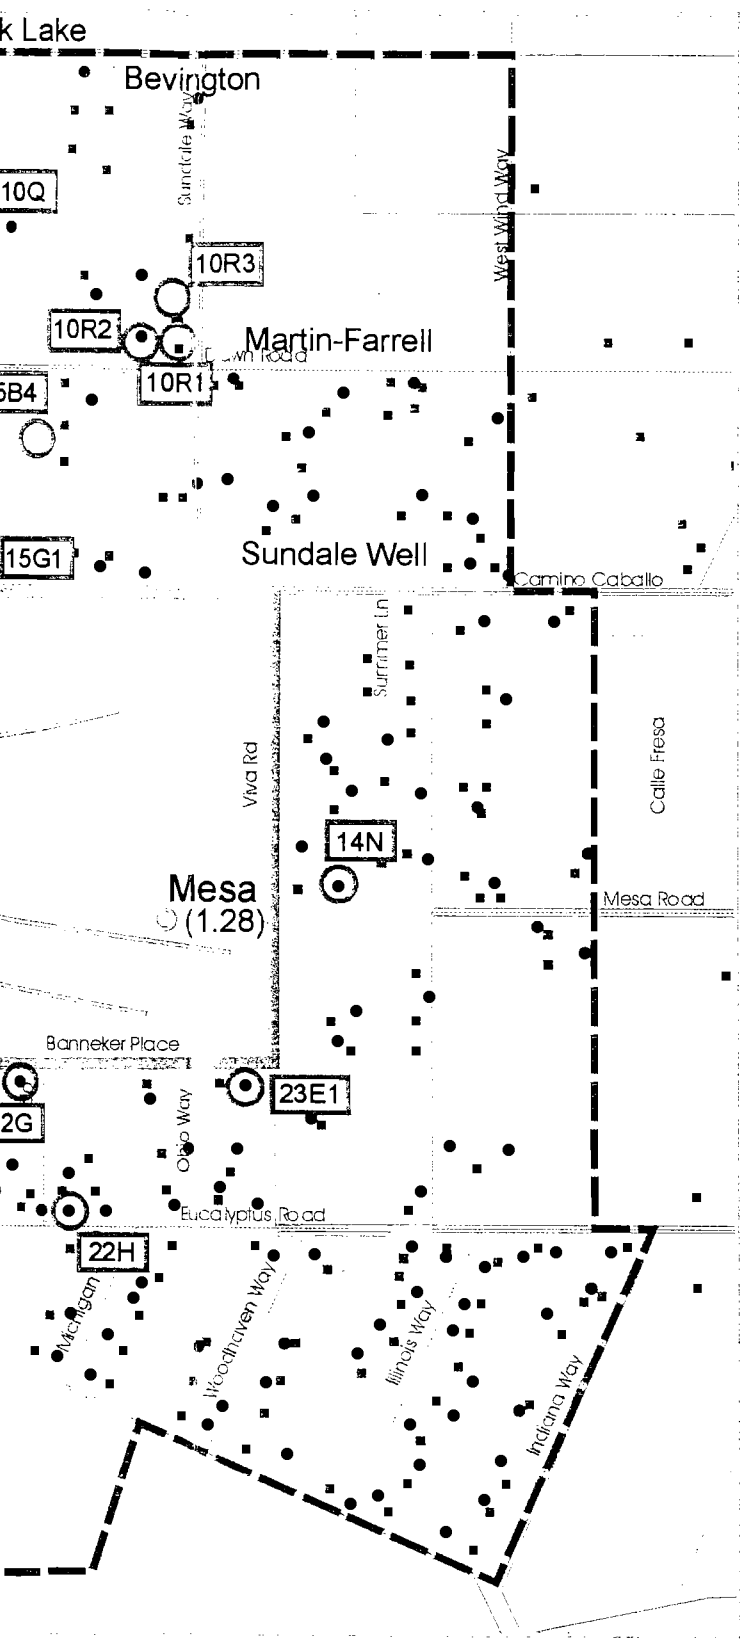 k Lake
Bevington
Sundale Way
West Wind Way
10Q
10R3
10R2
Martin-Farrell
Dawn Road
10R1
5B4
15G1
Sundale Well
Camino Caballo
Summer Ln
Viva Rd
Calle Fresa
14N
Mesa
(1.28)
Mesa Road
Banneker Place
23E1
2G
Ohio Way
Eucalyptus Road
22H
Michigan
Woodhaven Way
Illinois Way
Indiana Way